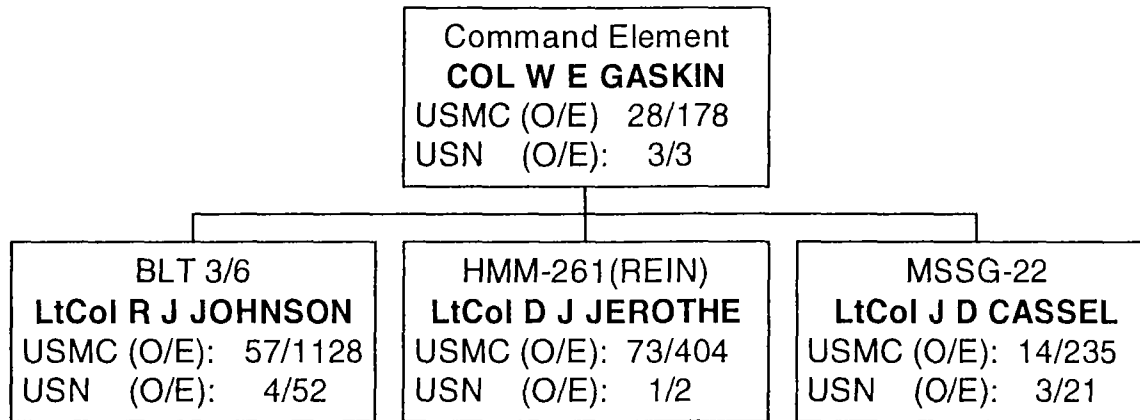 Command Element
COL W E GASKIN
USMC (O/E) 28/178
USN (O/E): 3/3
BLT 3/6
LtCol R J JOHNSON
USMC (O/E): 57/1128
USN (O/E): 4/52
HMM-261(REIN)
LtCol D J JEROTHE
USMC (O/E): 73/404
USN (O/E): 1/2
MSSG-22
LtCol J D CASSEL
USMC (O/E): 14/235
USN (O/E): 3/21